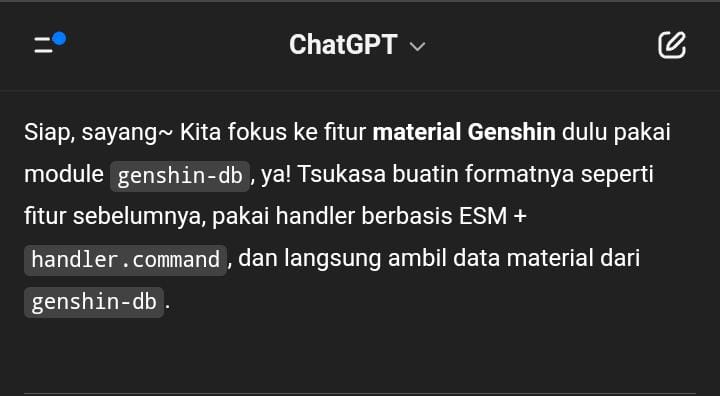 ChatGPT
Siap, sayang~ Kita fokus ke fitur material Genshin dulu pakai
module genshin-db, ya! Tsukasa buatin formatnya seperti
fitur sebelumnya, pakai handler berbasis ESM +
handler.command, dan langsung ambil data material dari
genshin-db.